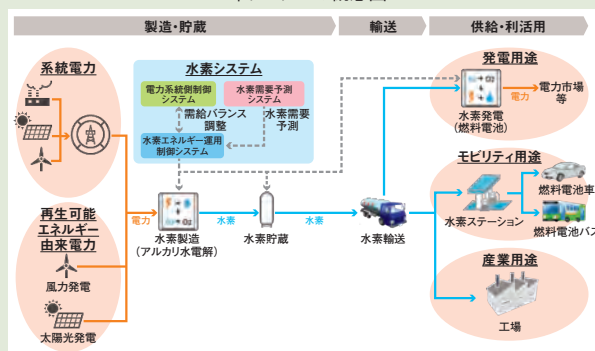 製造・貯蔵
輸送
供給・利活用
系統電力
水素システム
電力系統側制御
システム
水素需要予測
システム
需給バランス
調整
水素需要
予測
水素エネルギー運用
制御システム
再生可能
エネルギー
由来電力
風力発電
太陽光発電
電力
水素製造
(アルカリ水電解)
水素
水素貯蔵
水素
水素輸送
発電用途
水素発電
(燃料電池)
電力
電力市場
等
モビリティ用途
水素ステーション
燃料電池車
燃料電池バス
産業用途
工場